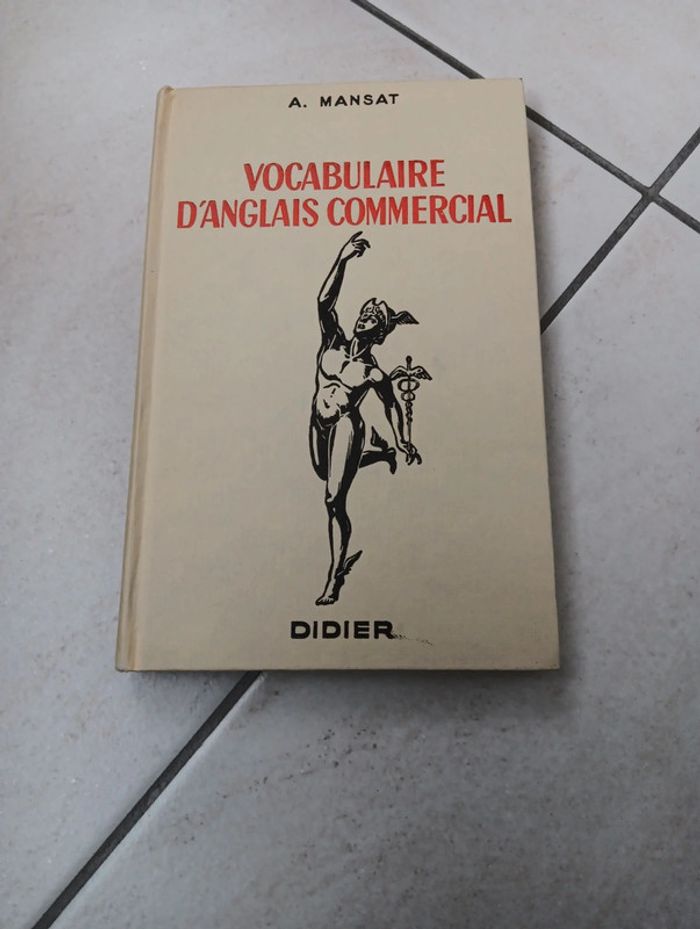 A. MANSAT
VOCABULAIRE
D'ANGLAIS COMMERCIAL
DIDIER